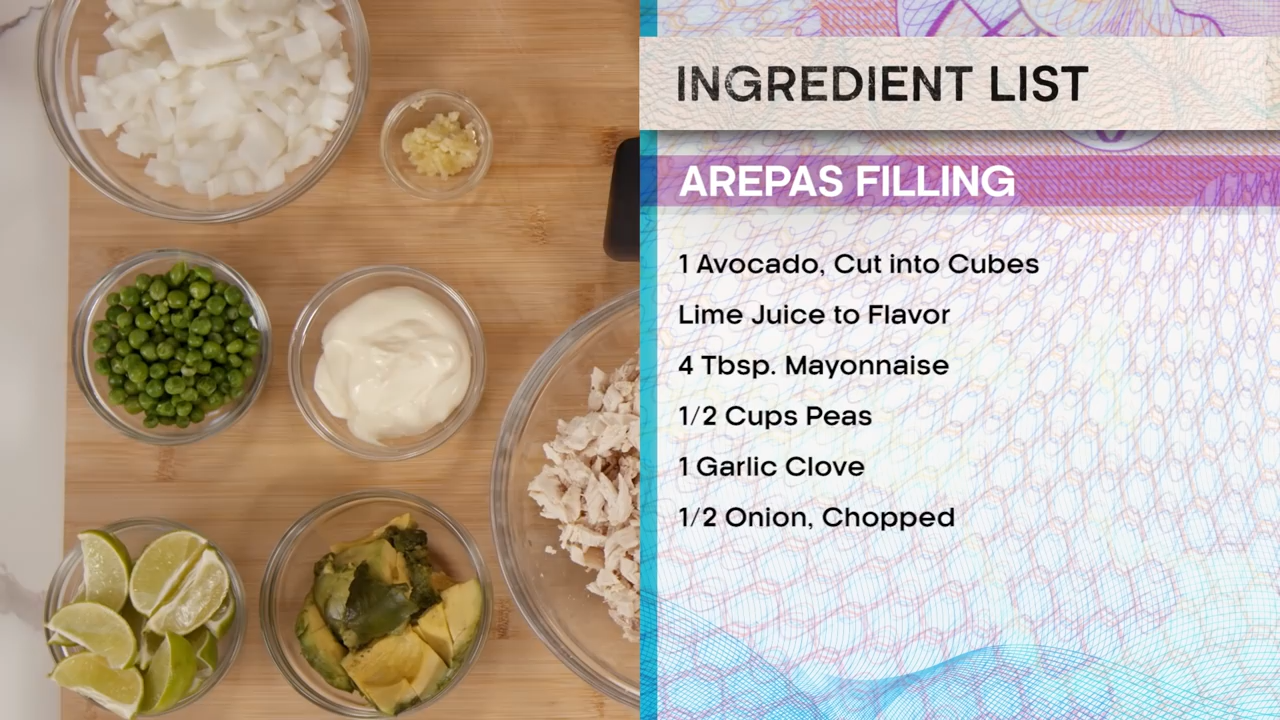 INGREDIENT LIST
AREPAS FILLING
1 Avocado, Cut into Cubes
Lime Juice to Flavor
4 Tbsp. Mayonnaise
1/2 Cups Peas
1 Garlic Clove
1/2 Onion, Chopped